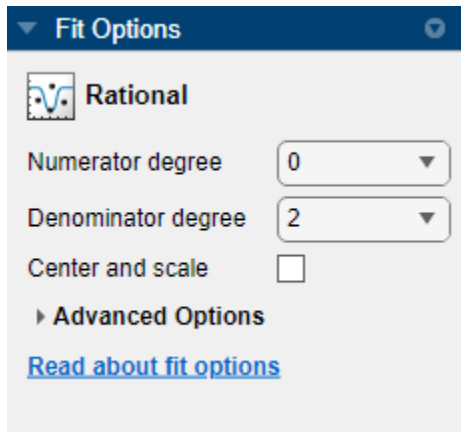 Fit Options
Rational
Numerator degree 0
Denominator degree 2
Center and scale
Advanced Options
Read about fit options